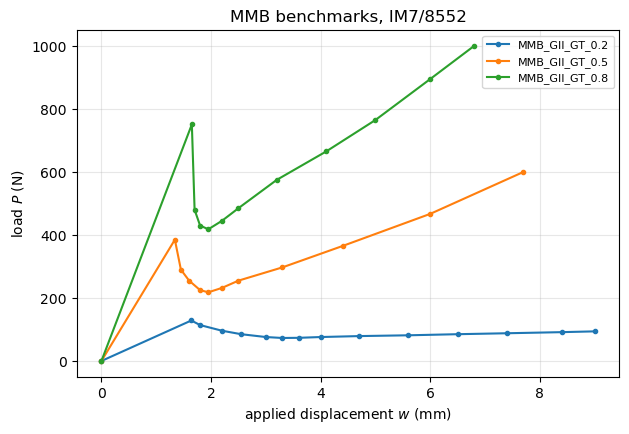 MMB benchmarks, IM7/8552
MMB_GII_GT_0.2
MMB_GII_GT_0.5
MMB_GII_GT_0.8
load P (N)
1000
800
600
400
200
0
0 2 4 6 8
applied displacement w (mm)